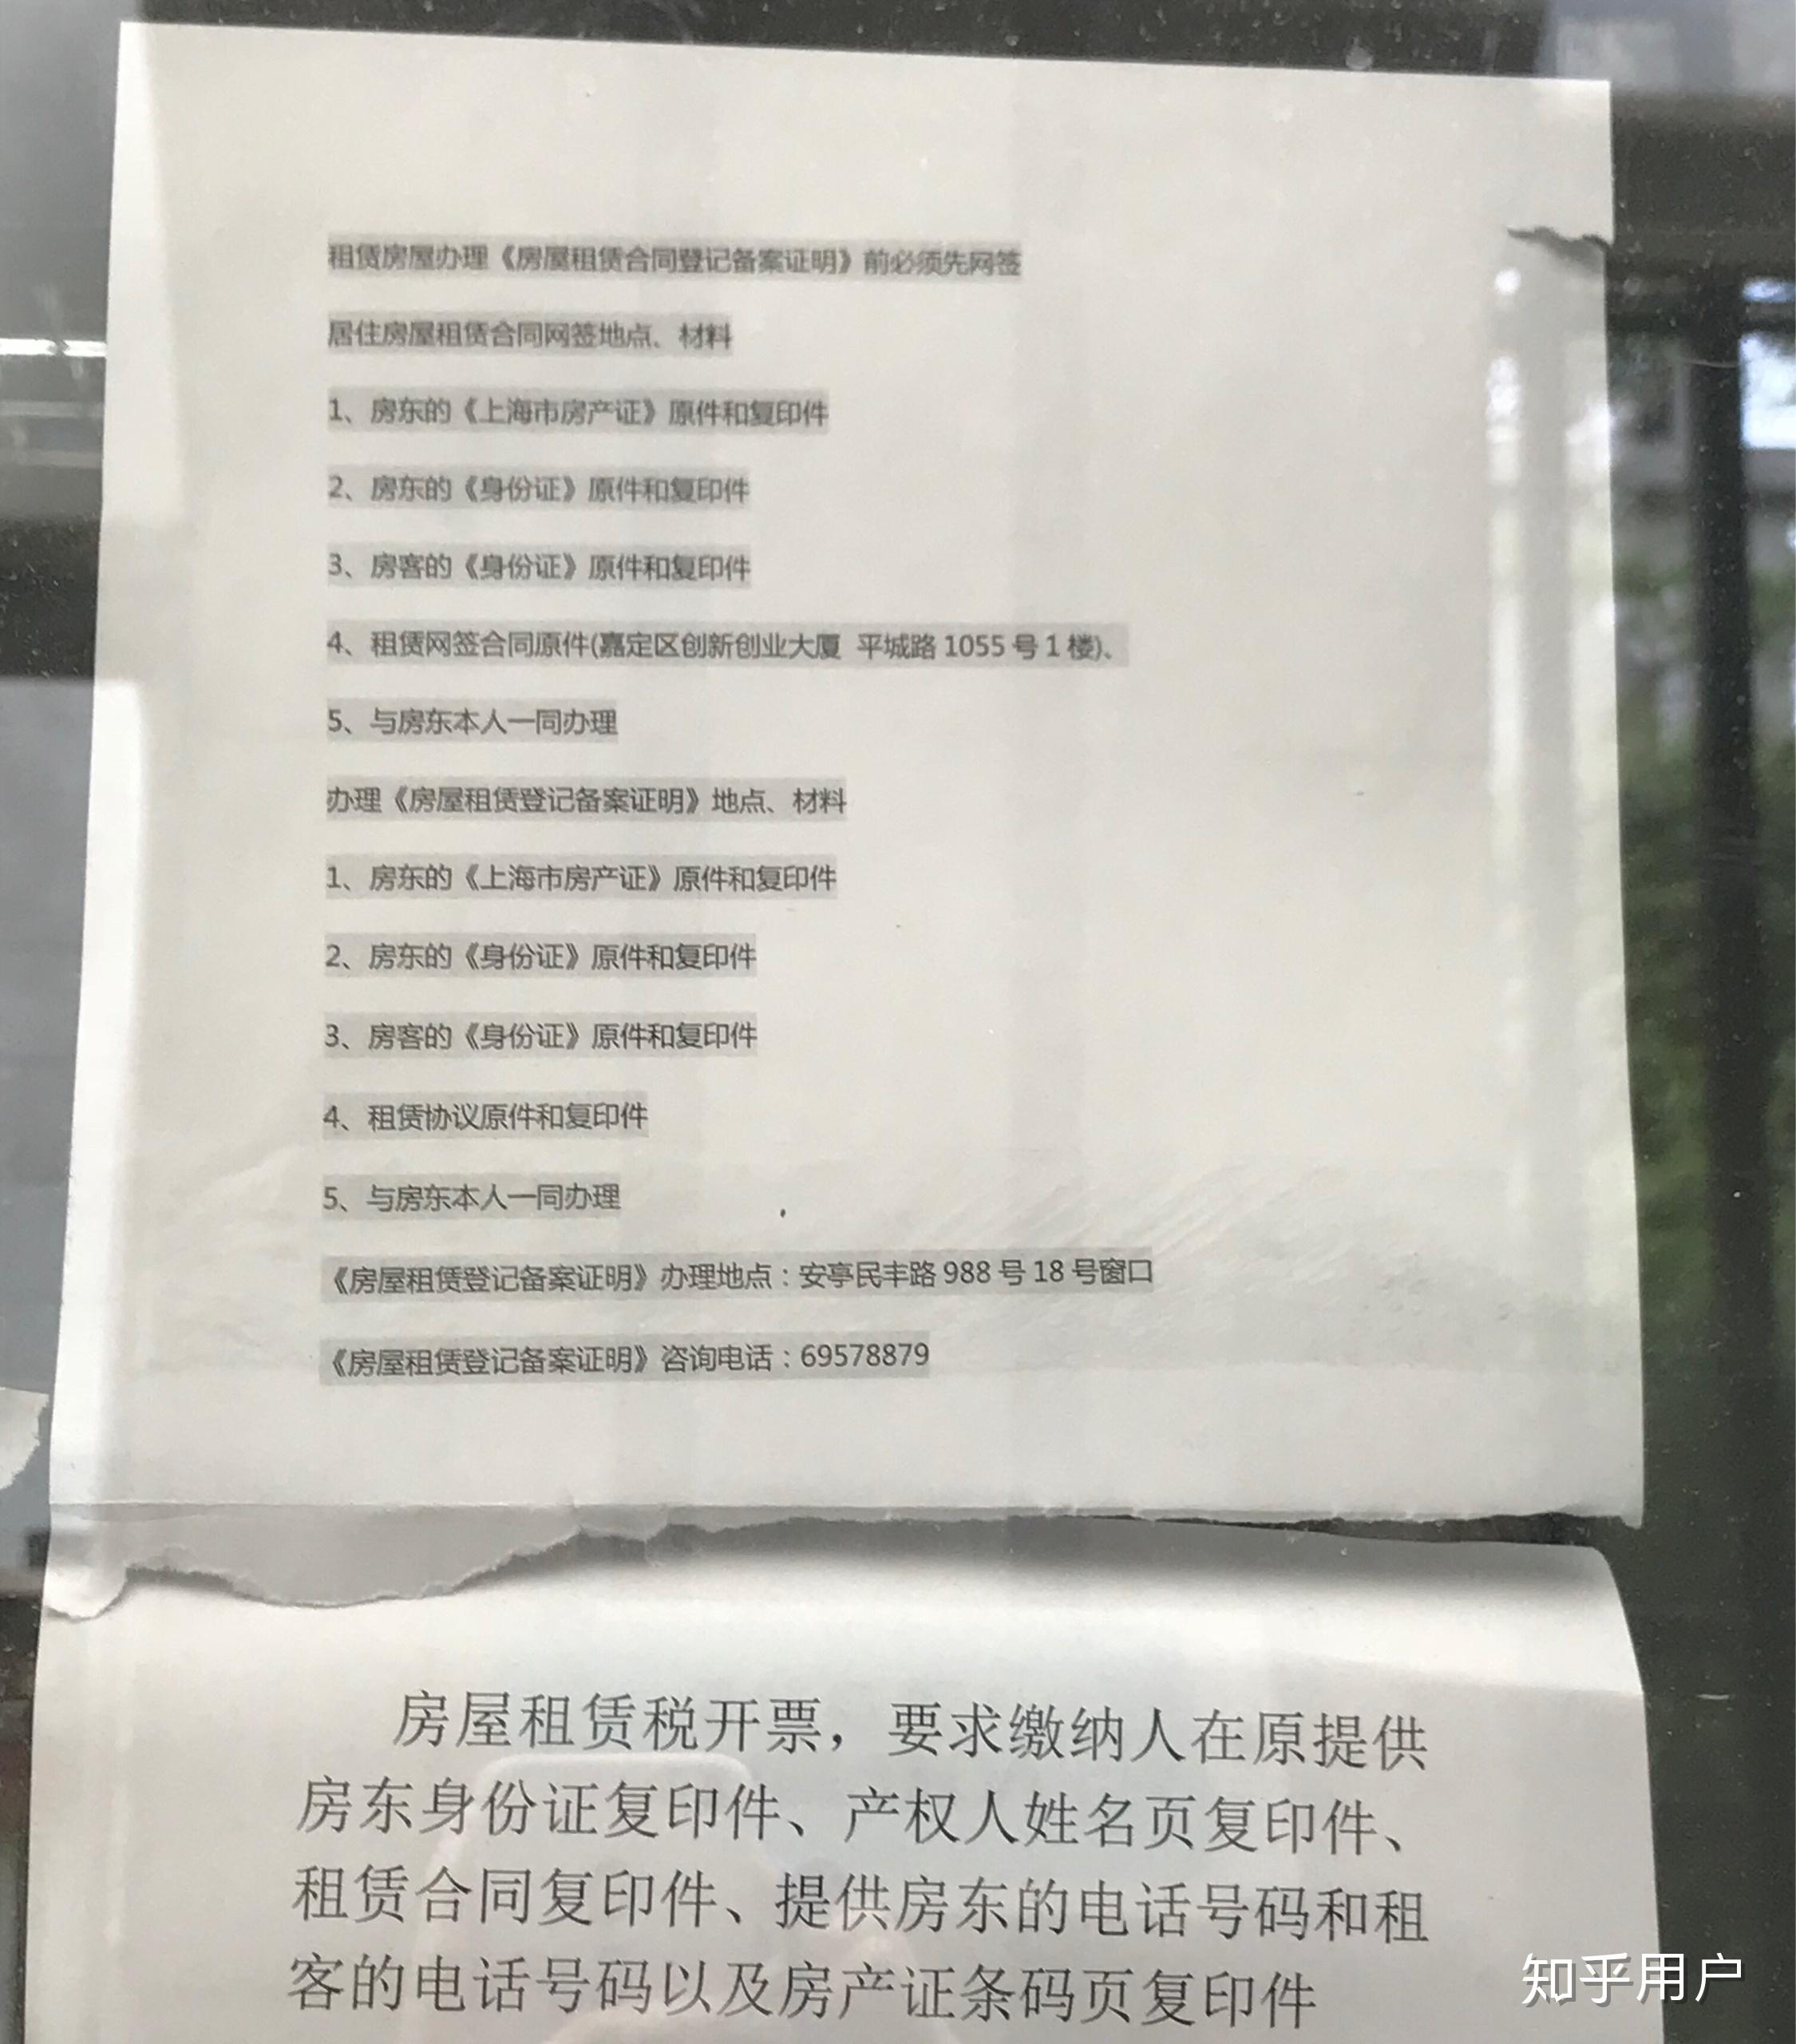 租赁房屋办理《房屋租赁合同登记备案证明》前必须先网签
居住房屋租赁合同网签地点、材料
1、房东的《上海市房产证》原件和复印件
2、房东的《身份证》原件和复印件
3、房客的《身份证》原件和复印件
4、租赁网签合同原件(嘉定区创新创业大厦 平城路1055号1楼)、
5、与房东本人一同办理
办理《房屋租赁登记备案证明》地点、材料
1、房东的《上海市房产证》原件和复印件
2、房东的《身份证》原件和复印件
3、房客的《身份证》原件和复印件
4、租赁协议原件和复印件
5、与房东本人一同办理
《房屋租赁登记备案证明》办理地点：安亭民丰路988号18号窗口
《房屋租赁登记备案证明》咨询电话：69578879
房屋租赁税开票，要求缴纳人在原提供
房东身份证复印件、产权人姓名页复印件、
租赁合同复印件、提供房东的电话号码和租
客的电话号码以及房产证条码页复印件
知乎用户